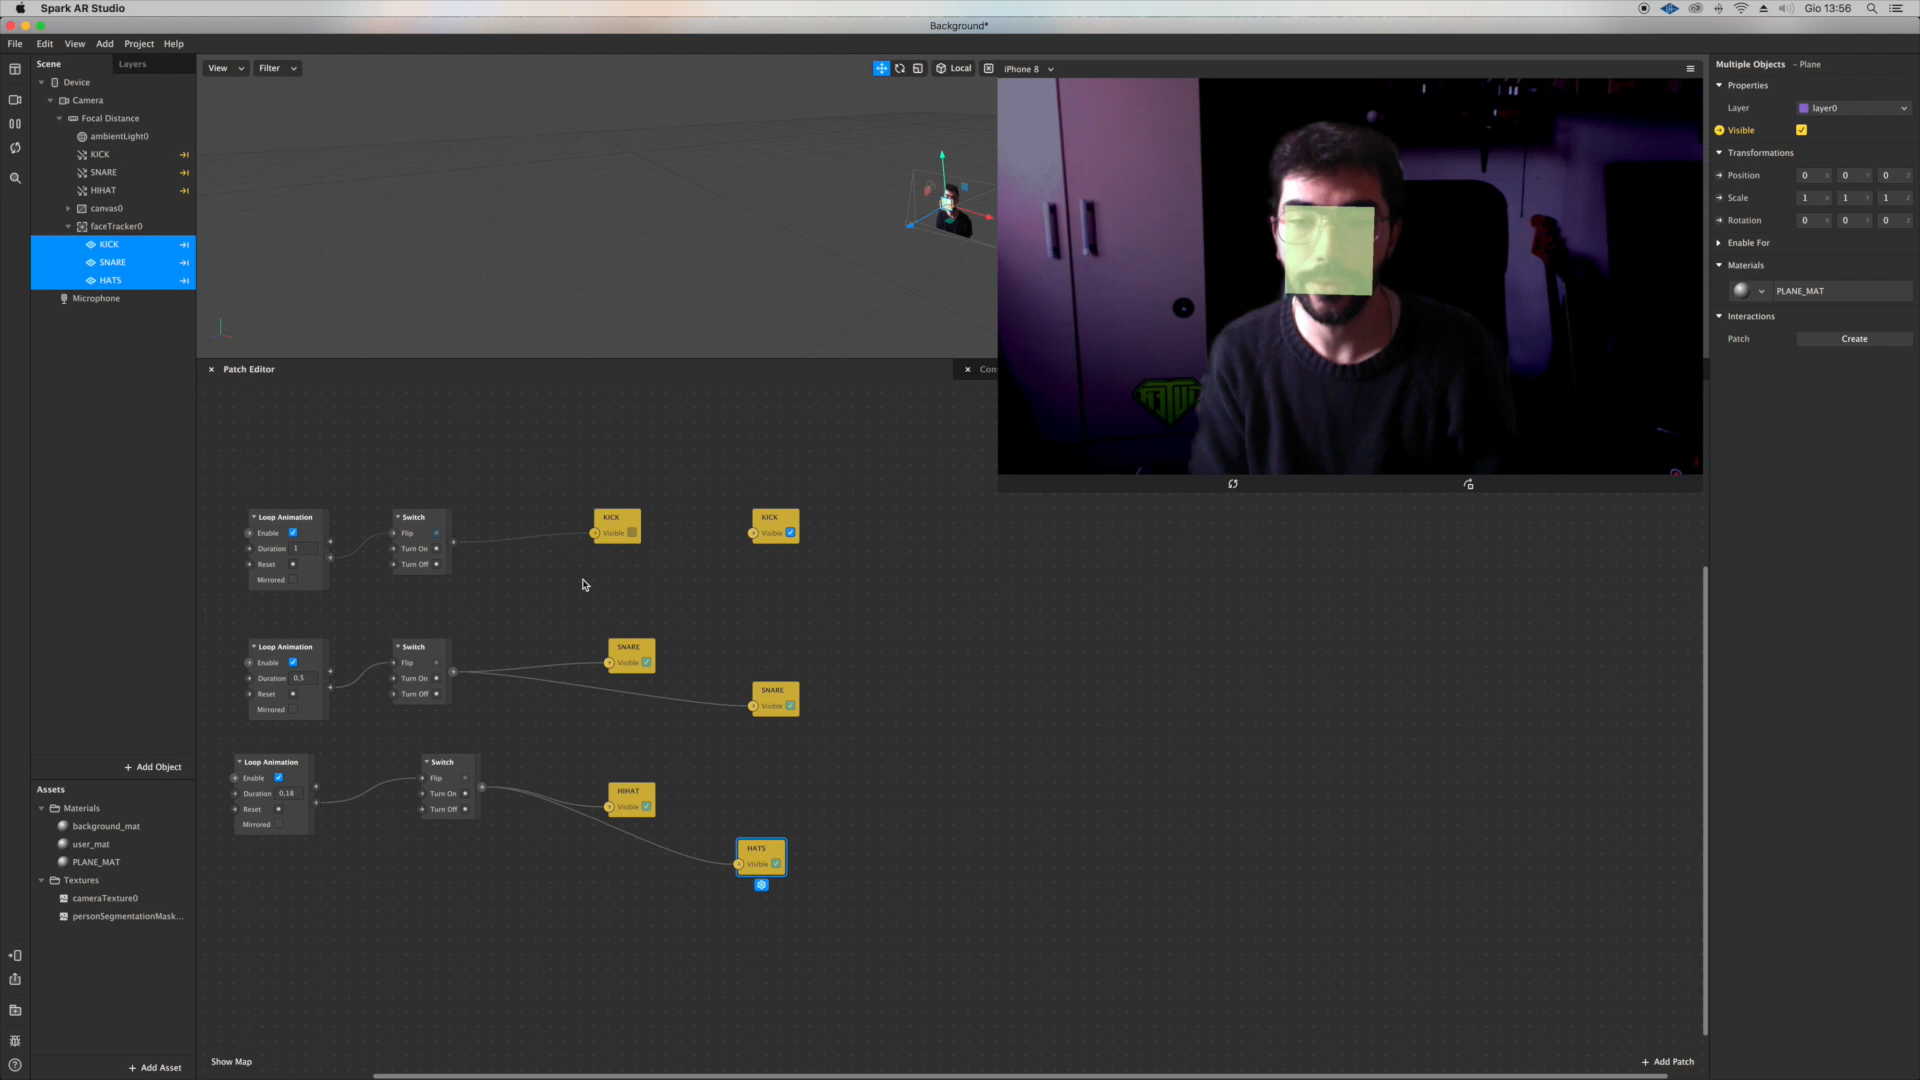 Spark AR Studio
Gio 13:56
Background*
File Edit View Add Project Help
Scene Layers
Device
Camera
Focal Distance
ambientLight0
KICK
SNARE
HIHAT
canvas0
faceTracker0
KICK
SNARE
HATS
Microphone
+ Add Object
Assets
Materials
background_mat
user_mat
PLANE_MAT
Textures
cameraTexture0
personSegmentationMask...
+ Add Asset
View Filter
Local
iPhone 8
× Patch Editor
× Con
Loop Animation
Enable
Duration 1
Reset
Mirrored
Switch
Flip
Turn On
Turn Off
KICK
Visible
KICK
Visible
Loop Animation
Enable
Duration 0,5
Reset
Mirrored
Switch
Flip
Turn On
Turn Off
SNARE
Visible
SNARE
Visible
Loop Animation
Enable
Duration 0,18
Reset
Mirrored
Switch
Flip
Turn On
Turn Off
HIHAT
Visible
HATS
Visible
Show Map
+ Add Patch
Multiple Objects - Plane
Properties
Layer layer0
Visible
Transformations
Position 0 X 0 Y 0 Z
Scale 1 X 1 Y 1 Z
Rotation 0 X 0 Y 0 Z
Enable For
Materials
PLANE_MAT
Interactions
Patch Create